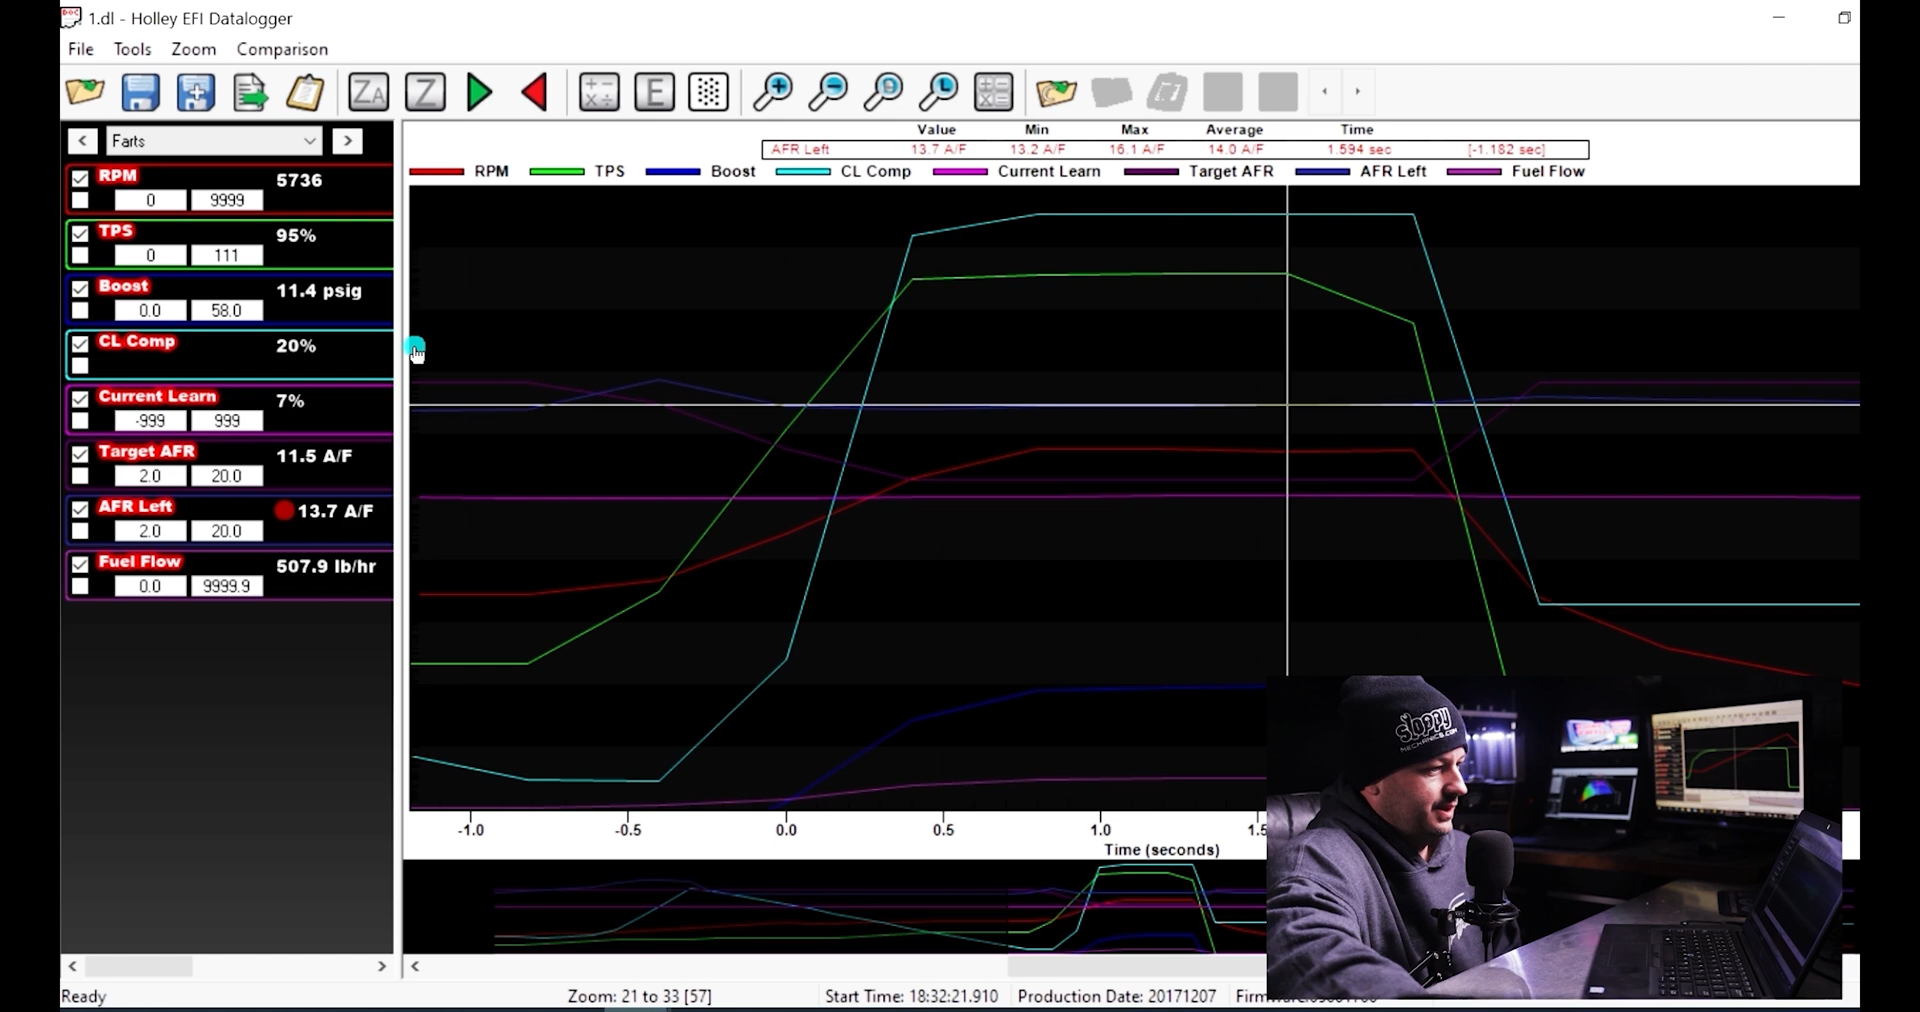 1.dl - Holley EFI Datalogger
File Tools Zoom Comparison
Farts
RPM 5736
0 9999
TPS 95%
0 111
Boost 11.4 psig
0.0 58.0
CL Comp 20%
Current Learn 7%
-999 999
Target AFR 11.5 A/F
2.0 20.0
AFR Left 13.7 A/F
2.0 20.0
Fuel Flow 507.9 lb/hr
0.0 9999.9
Value Min Max Average Time
AFR Left 13.7 A/F 13.2 A/F 16.1 A/F 14.0 A/F 1.594 sec [-1.182 sec]
RPM TPS Boost CL Comp Current Learn Target AFR AFR Left Fuel Flow
-1.0 -0.5 0.0 0.5 1.0 1.5
Time (seconds)
sloppy
MECHANICS.COM
Ready Zoom: 21 to 33 [57] Start Time: 18:32:21.910 Production Date: 20171207